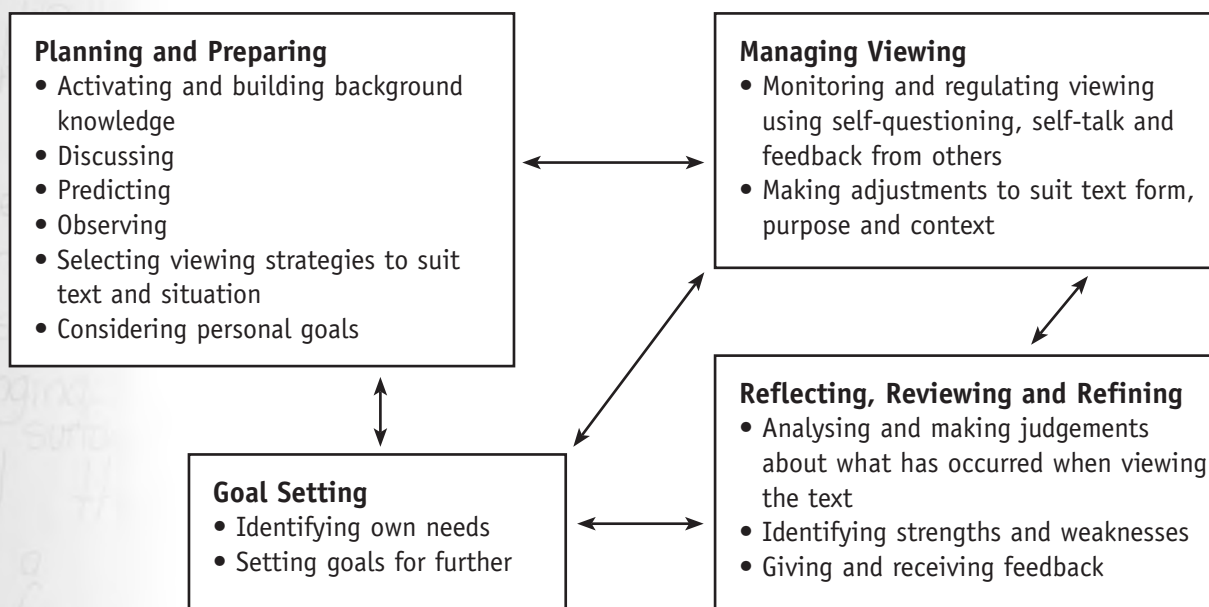 Planning and Preparing
• Activating and building background
knowledge
• Discussing
• Predicting
• Observing
• Selecting viewing strategies to suit
text and situation
• Considering personal goals
Managing Viewing
• Monitoring and regulating viewing
using self-questioning, self-talk and
feedback from others
• Making adjustments to suit text form,
purpose and context
Goal Setting
• Identifying own needs
• Setting goals for further
Reflecting, Reviewing and Refining
• Analysing and making judgements
about what has occurred when viewing
the text
• Identifying strengths and weaknesses
• Giving and receiving feedback